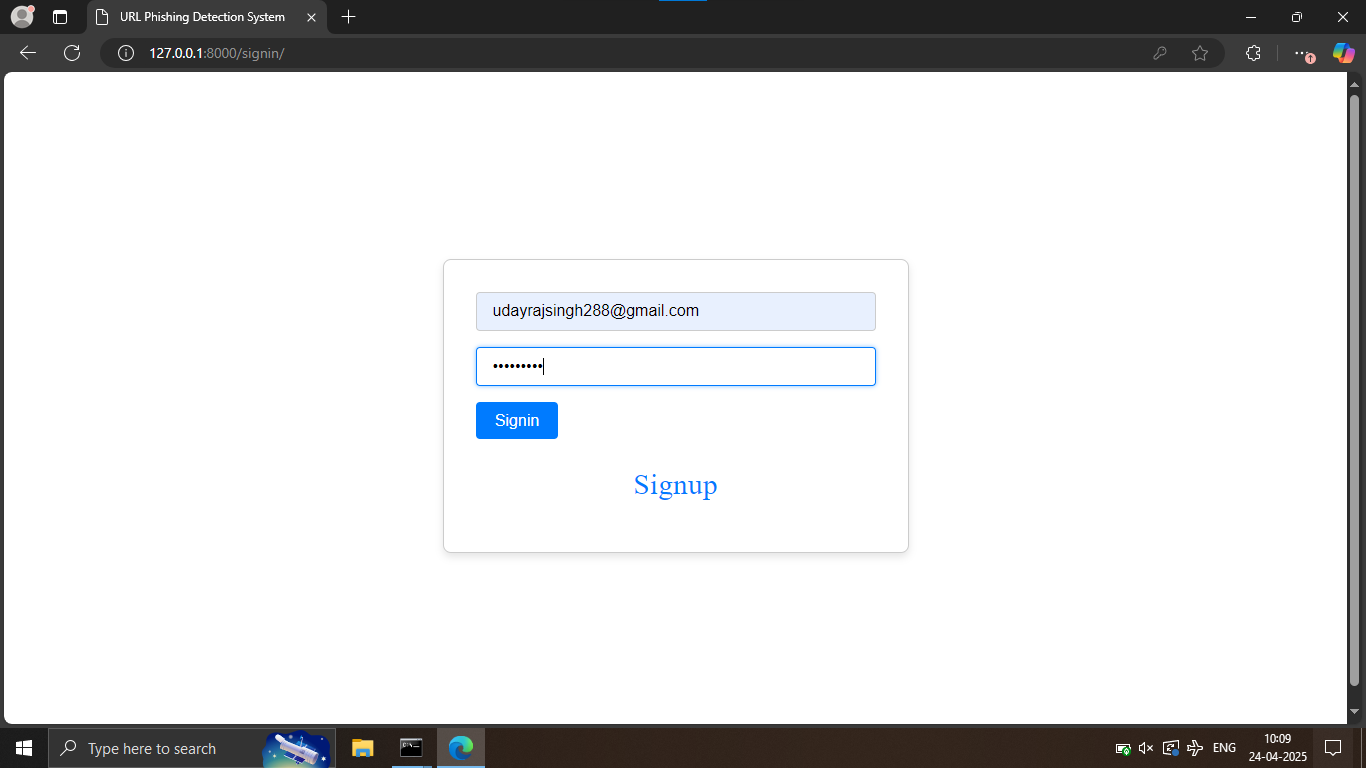 URL Phishing Detection System
127.0.0.1:8000/signin/
udayrajsingh288@gmail.com
•••••••••
Signin
Signup
Type here to search
ENG
10:09
24-04-2025